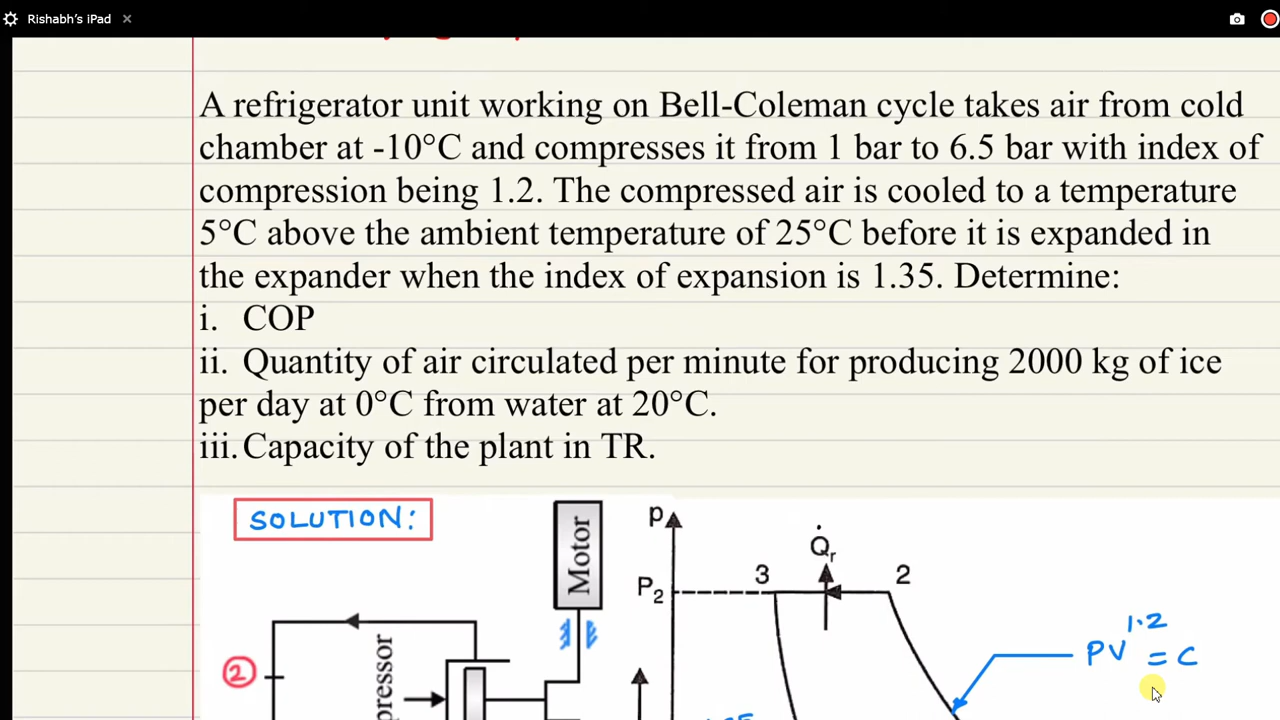 Rishabh's iPad
A refrigerator unit working on Bell-Coleman cycle takes air from cold
chamber at -10°C and compresses it from 1 bar to 6.5 bar with index of
compression being 1.2. The compressed air is cooled to a temperature
5°C above the ambient temperature of 25°C before it is expanded in
the expander when the index of expansion is 1.35. Determine:
i. COP
ii. Quantity of air circulated per minute for producing 2000 kg of ice
per day at 0°C from water at 20°C.
iii. Capacity of the plant in TR.
SOLUTION:
Motor
p
Q̇r
3
2
P2
PV^1.2 = C
2